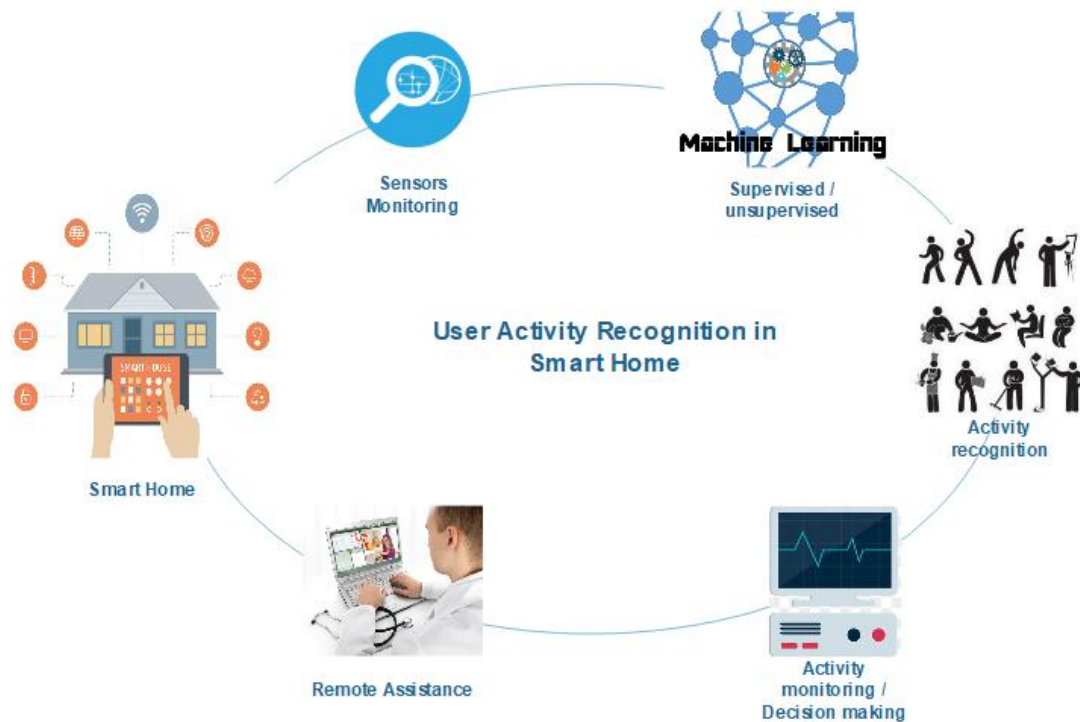 Machine Learning
Sensors
Monitoring
Supervised /
unsupervised
User Activity Recognition in
Smart Home
SMART HOUSE
Activity
recognition
Smart Home
Remote Assistance
Activity
monitoring /
Decision making